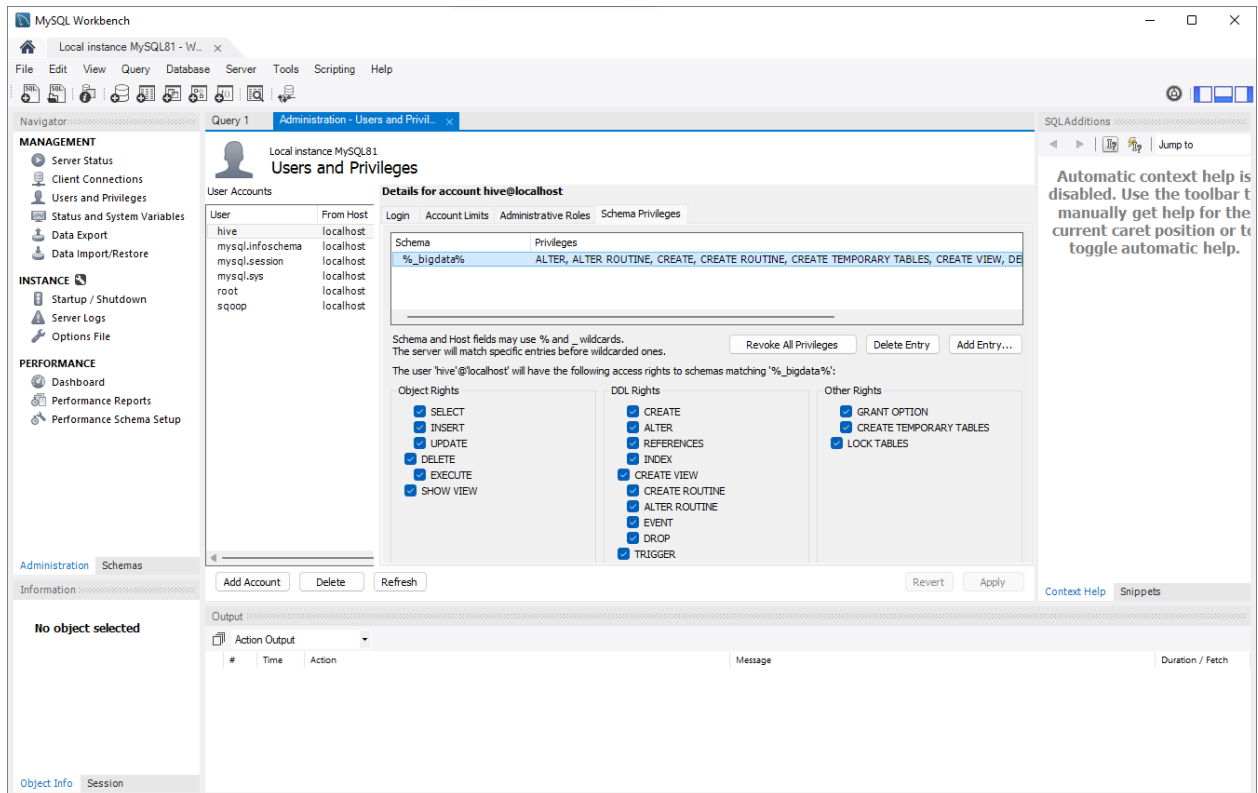 MySQL Workbench
Local instance MySQL81 - W...
File Edit View Query Database Server Tools Scripting Help
Navigator
MANAGEMENT
Server Status
Client Connections
Users and Privileges
Status and System Variables
Data Export
Data Import/Restore
INSTANCE
Startup / Shutdown
Server Logs
Options File
PERFORMANCE
Dashboard
Performance Reports
Performance Schema Setup
Administration Schemas
Information
No object selected
Object Info Session
Query 1 Administration - Users and Privil...
Local instance MySQL81
Users and Privileges
User Accounts
User From Host
hive localhost
mysql.infoschema localhost
mysql.session localhost
mysql.sys localhost
root localhost
sqoop localhost
Add Account Delete Refresh
Details for account hive@localhost
Login Account Limits Administrative Roles Schema Privileges
Schema Privileges
%_bigdata% ALTER, ALTER ROUTINE, CREATE, CREATE ROUTINE, CREATE TEMPORARY TABLES, CREATE VIEW, DE
Schema and Host fields may use % and _ wildcards.
The server will match specific entries before wildcarded ones.
Revoke All Privileges Delete Entry Add Entry...
The user 'hive'@'localhost' will have the following access rights to schemas matching '%_bigdata%':
Object Rights
SELECT
INSERT
UPDATE
DELETE
EXECUTE
SHOW VIEW
DDL Rights
CREATE
ALTER
REFERENCES
INDEX
CREATE VIEW
CREATE ROUTINE
ALTER ROUTINE
EVENT
DROP
TRIGGER
Other Rights
GRANT OPTION
CREATE TEMPORARY TABLES
LOCK TABLES
Revert Apply
SQLAdditions
Jump to
Automatic context help is
disabled. Use the toolbar t
manually get help for the
current caret position or to
toggle automatic help.
Context Help Snippets
Output
Action Output
# Time Action Message Duration / Fetch